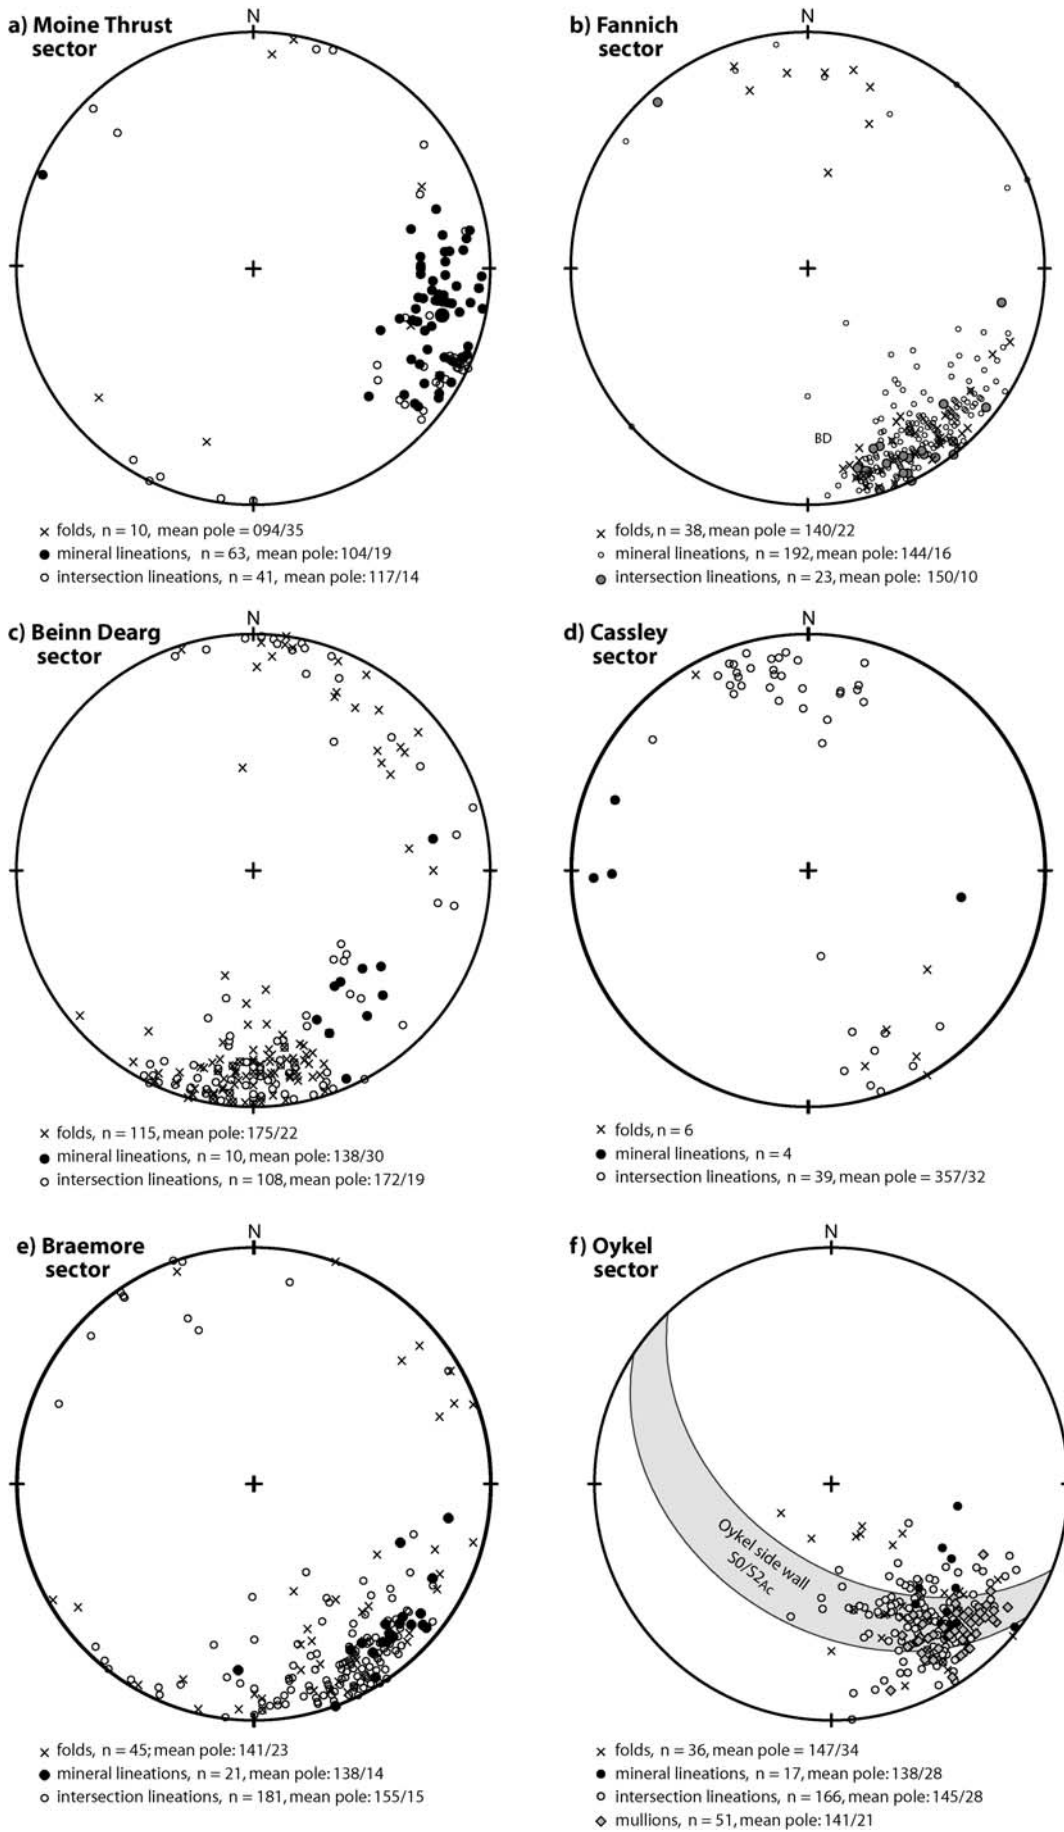 a) Moine Thrust
sector
N
× folds, n = 10, mean pole = 094/35
● mineral lineations, n = 63, mean pole: 104/19
○ intersection lineations, n = 41, mean pole: 117/14
b) Fannich
sector
N
BD
× folds, n = 38, mean pole = 140/22
○ mineral lineations, n = 192, mean pole: 144/16
● intersection lineations, n = 23, mean pole: 150/10
c) Beinn Dearg
sector
N
× folds, n = 115, mean pole: 175/22
● mineral lineations, n = 10, mean pole: 138/30
○ intersection lineations, n = 108, mean pole: 172/19
d) Cassley
sector
N
× folds, n = 6
● mineral lineations, n = 4
○ intersection lineations, n = 39, mean pole = 357/32
e) Braemore
sector
N
× folds, n = 45; mean pole: 141/23
● mineral lineations, n = 21, mean pole: 138/14
○ intersection lineations, n = 181, mean pole: 155/15
f) Oykel
sector
N
Oykel side wall
S0/S2Ac
× folds, n = 36, mean pole = 147/34
● mineral lineations, n = 17, mean pole: 138/28
○ intersection lineations, n = 166, mean pole: 145/28
◇ mullions, n = 51, mean pole: 141/21